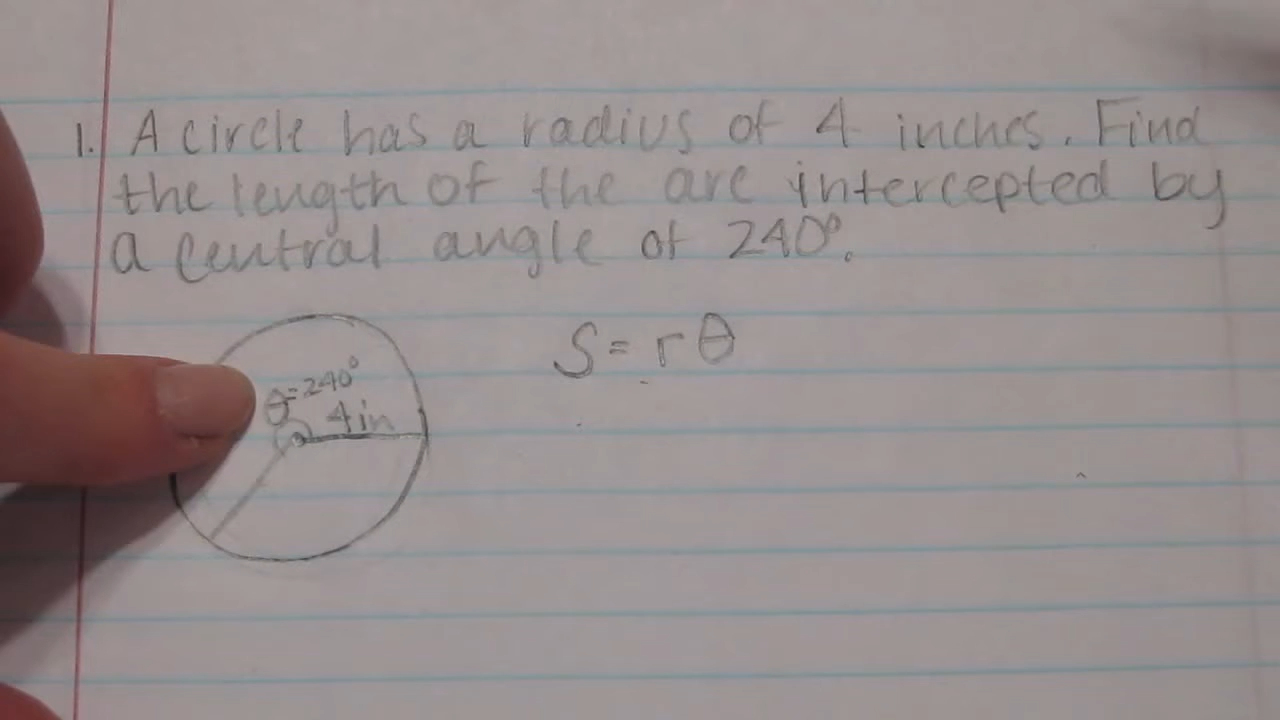 1. A circle has a radius of 4 inches. Find
the length of the arc intercepted by
a central angle of 240°.
S = rθ
θ=240°
4in